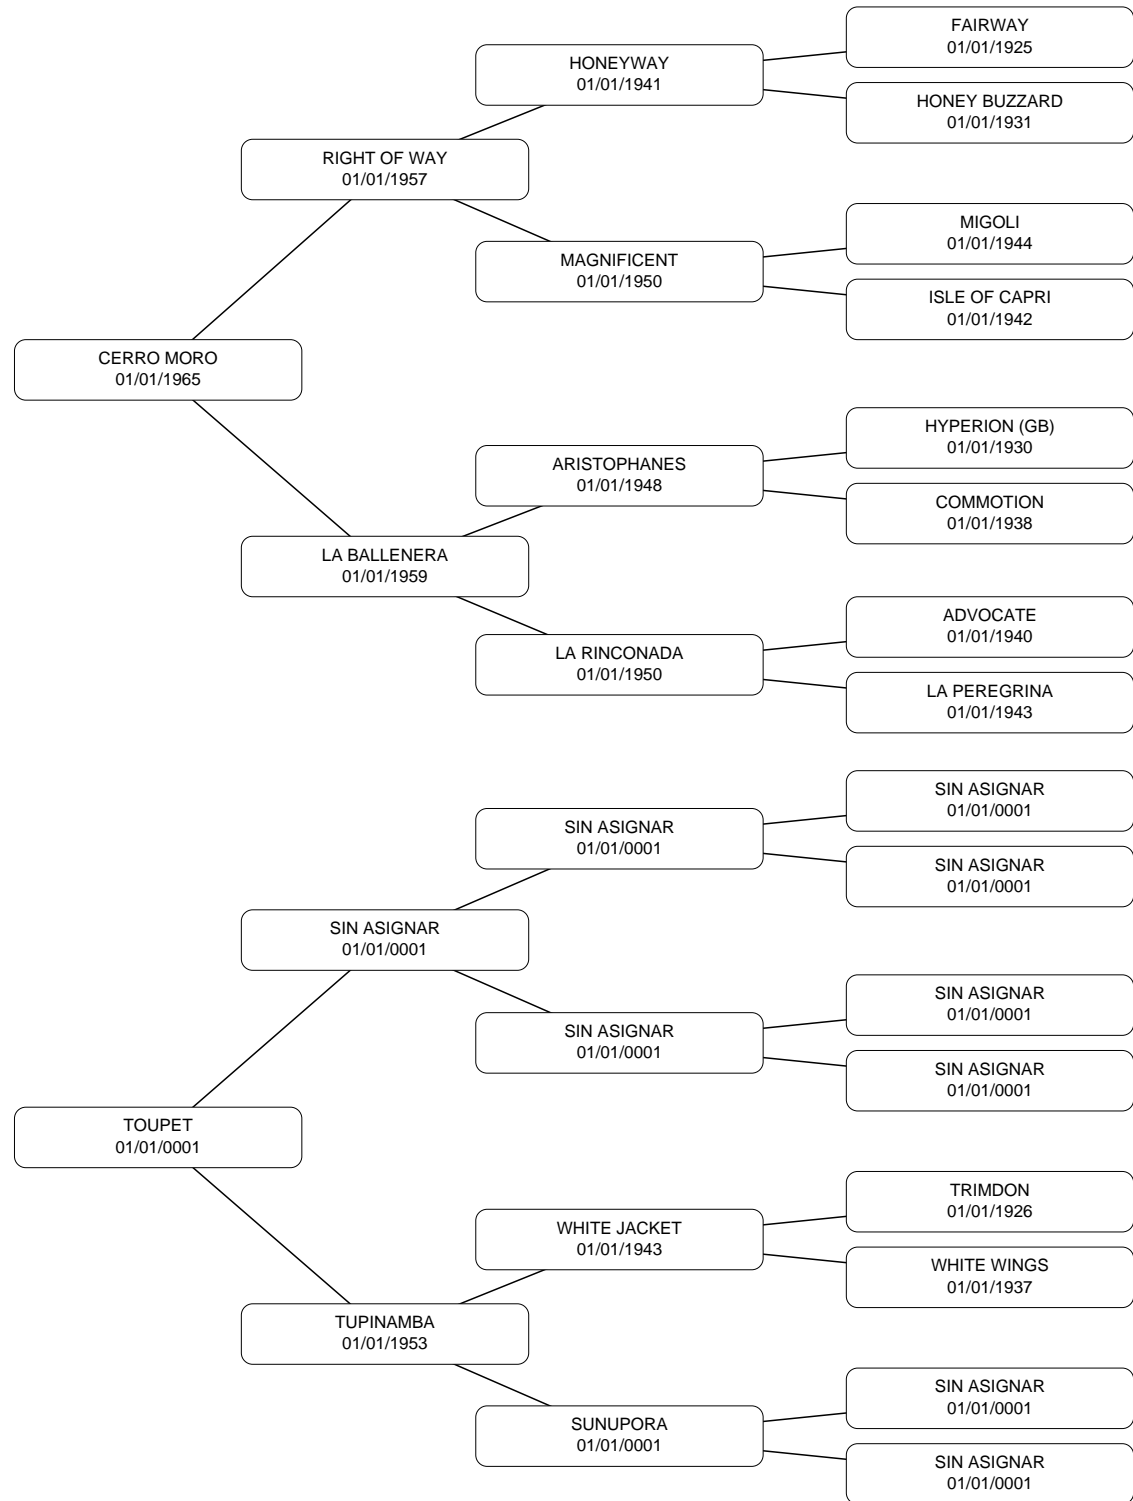 FAIRWAY
01/01/1925
HONEYWAY
01/01/1941
HONEY BUZZARD
01/01/1931
RIGHT OF WAY
01/01/1957
MIGOLI
01/01/1944
MAGNIFICENT
01/01/1950
ISLE OF CAPRI
01/01/1942
CERRO MORO
01/01/1965
HYPERION (GB)
01/01/1930
ARISTOPHANES
01/01/1948
COMMOTION
01/01/1938
LA BALLENERA
01/01/1959
ADVOCATE
01/01/1940
LA RINCONADA
01/01/1950
LA PEREGRINA
01/01/1943
SIN ASIGNAR
01/01/0001
SIN ASIGNAR
01/01/0001
SIN ASIGNAR
01/01/0001
SIN ASIGNAR
01/01/0001
SIN ASIGNAR
01/01/0001
SIN ASIGNAR
01/01/0001
SIN ASIGNAR
01/01/0001
TOUPET
01/01/0001
TRIMDON
01/01/1926
WHITE JACKET
01/01/1943
WHITE WINGS
01/01/1937
TUPINAMBA
01/01/1953
SIN ASIGNAR
01/01/0001
SUNUPORA
01/01/0001
SIN ASIGNAR
01/01/0001